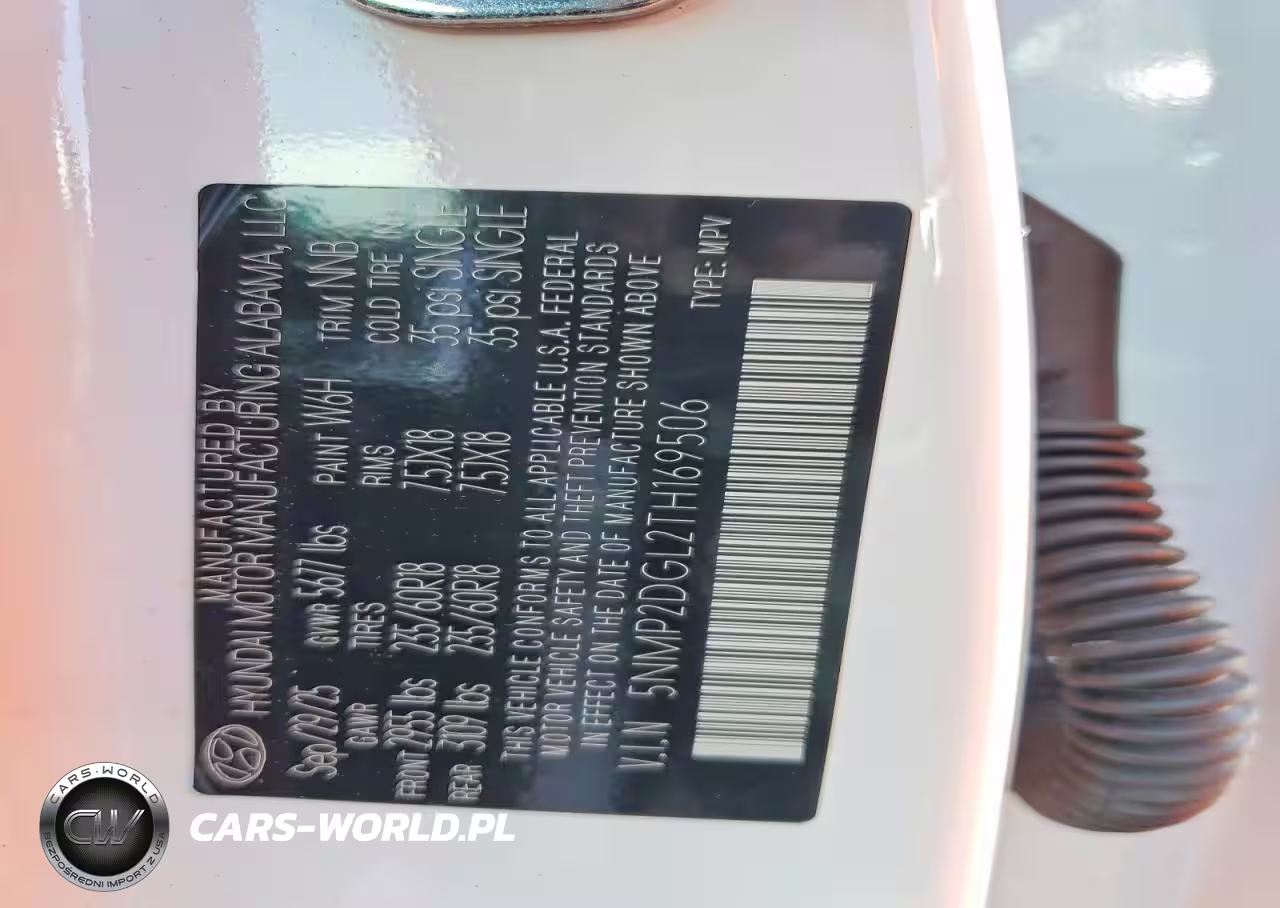 MANUFACTURED BY
HYUNDAI MOTOR MANUFACTURING ALABAMA, LLC
Sep / 29 / 25 GVWR 5677 lbs PAINT W6H TRIM NNB
GAWR TIRES RIMS COLD TIRE IN
FRONT 2955 lbs 235/60R18 7.5JX18 35 psi SINGLE
REAR 3109 lbs 235/60R18 7.5JX18 35 psi SINGLE
THIS VEHICLE CONFORMS TO ALL APPLICABLE U.S.A. FEDERAL
MOTOR VEHICLE SAFETY AND THEFT PREVENTION STANDARDS
IN EFFECT ON THE DATE OF MANUFACTURE SHOWN ABOVE
V.I.N 5NMP2DGL2TH169506
TYPE: MPV
CARS-WORLD
CW
BEZPOŚREDNI IMPORT Z USA
CARS-WORLD.PL